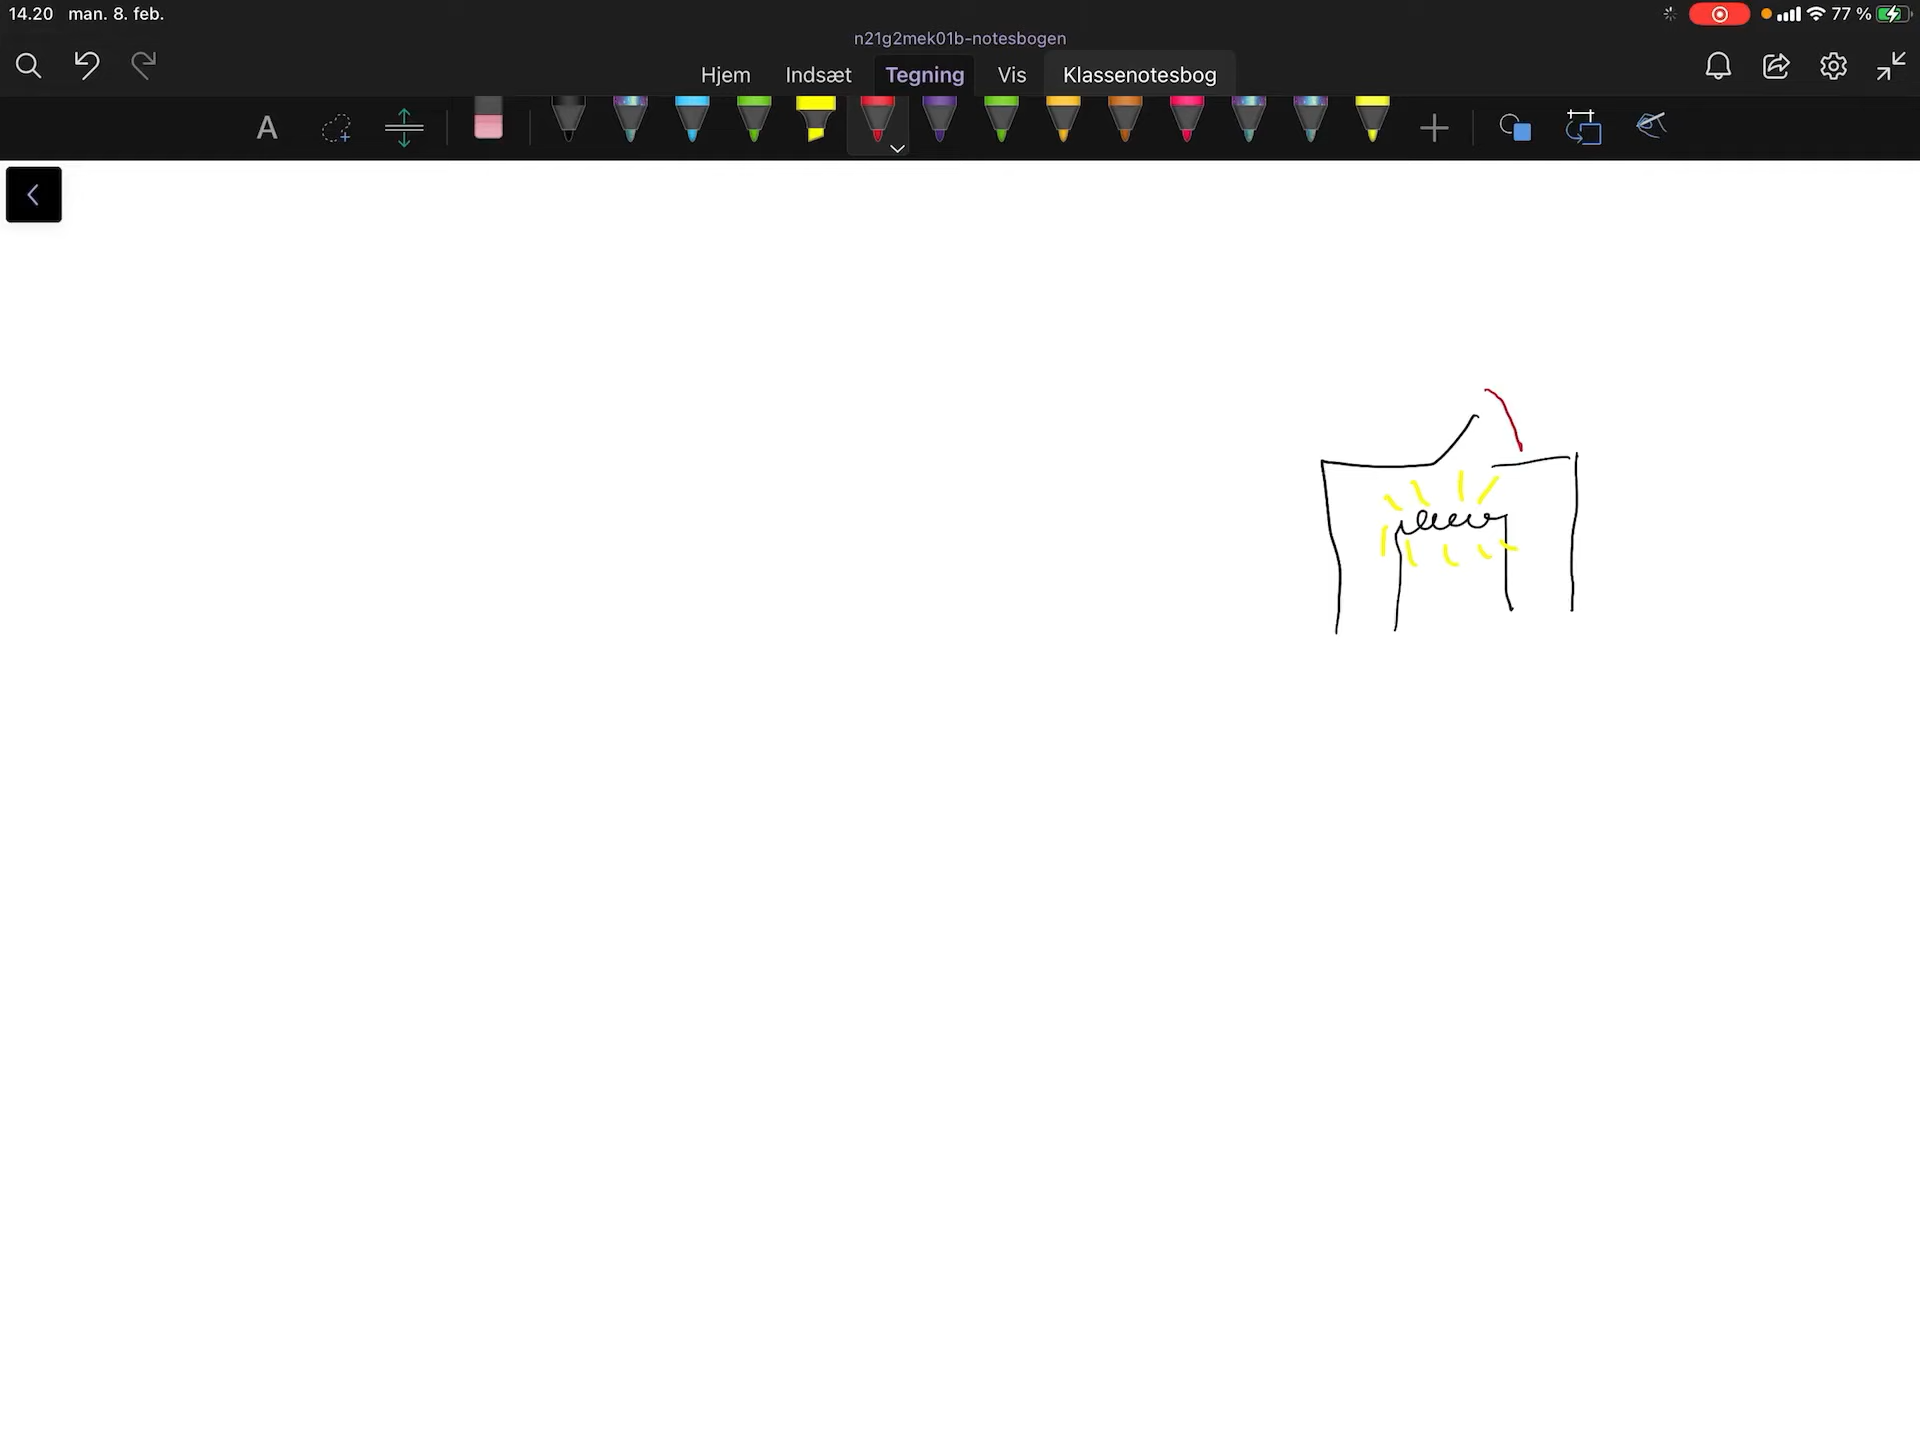 14.20 man. 8. feb.
77 %
n21g2mek01b-notesbogen
Hjem Indsæt Tegning Vis Klassenotesbog
A